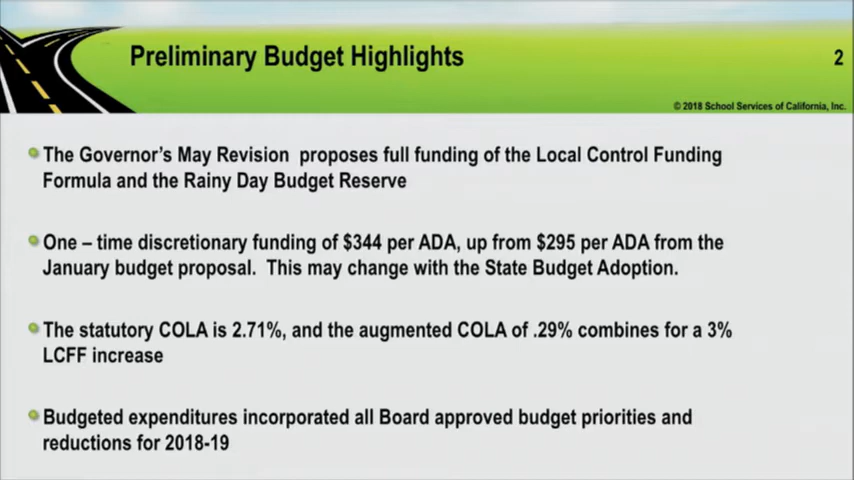 Preliminary Budget Highlights
2
© 2018 School Services of California, Inc.
The Governor's May Revision proposes full funding of the Local Control Funding
Formula and the Rainy Day Budget Reserve
One – time discretionary funding of $344 per ADA, up from $295 per ADA from the
January budget proposal. This may change with the State Budget Adoption.
The statutory COLA is 2.71%, and the augmented COLA of .29% combines for a 3%
LCFF increase
Budgeted expenditures incorporated all Board approved budget priorities and
reductions for 2018-19